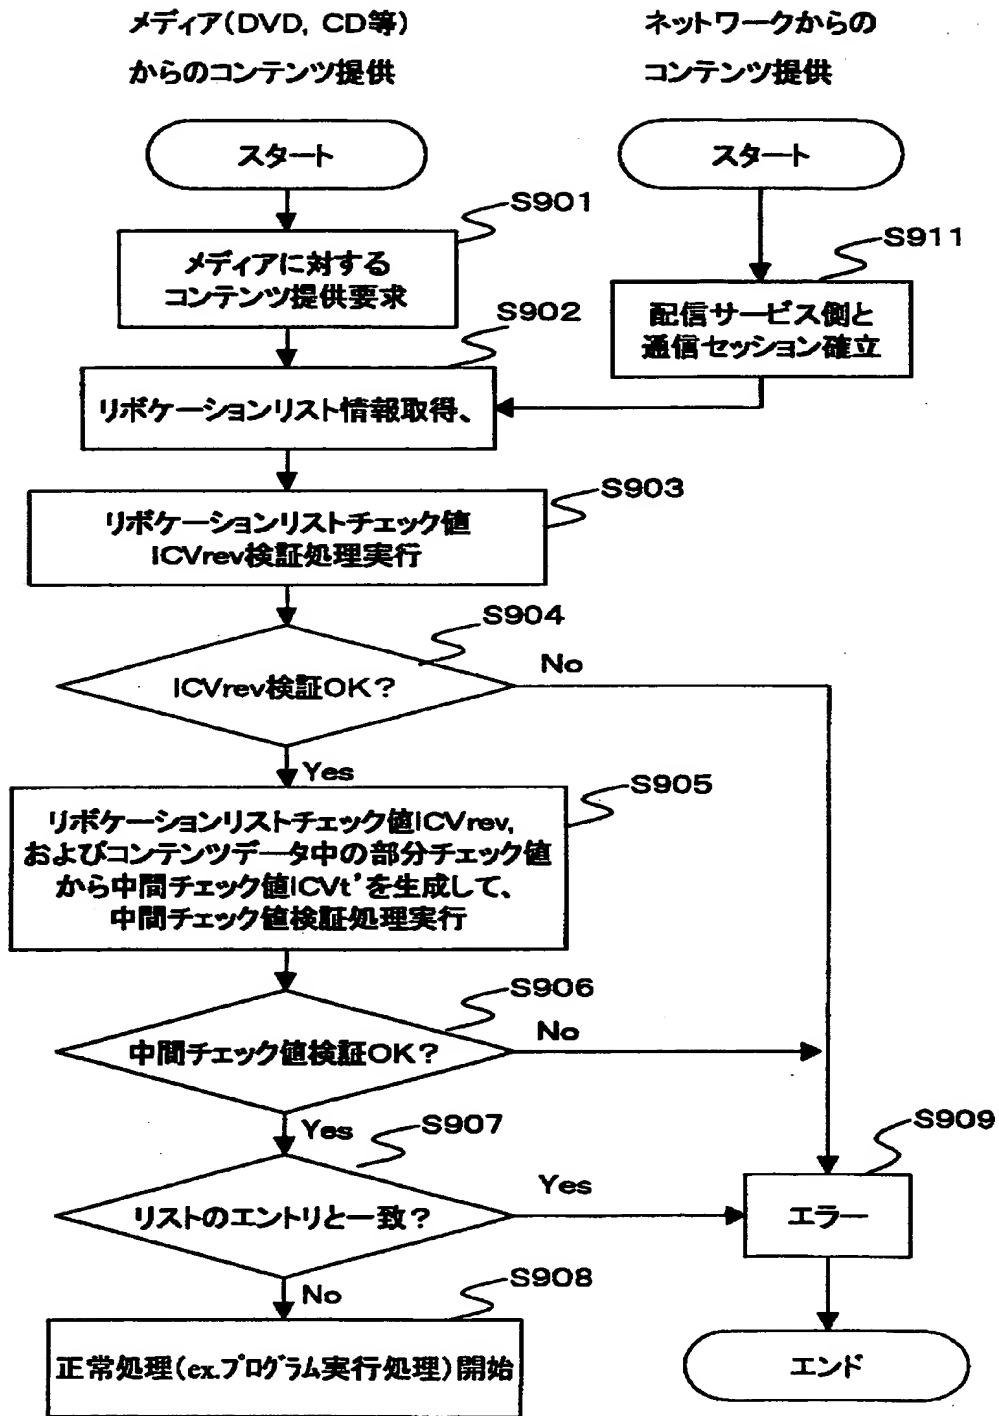 メディア(DVD, CD等)
からのコンテンツ提供
ネットワークからの
コンテンツ提供
スタート
スタート
S901
メディアに対する
コンテンツ提供要求
S911
配信サービス側と
通信セッション確立
S902
リボケーションリスト情報取得、
S903
リボケーションリストチェック値
ICVrev検証処理実行
S904
ICVrev検証OK?
No
Yes
S905
リボケーションリストチェック値ICVrev,
およびコンテンツデータ中の部分チェック値
から中間チェック値ICVt'を生成して、
中間チェック値検証処理実行
S906
中間チェック値検証OK?
No
Yes
S907
リストのエントリと一致?
Yes
S909
エラー
No
S908
正常処理(ex.プログラム実行処理)開始
エンド